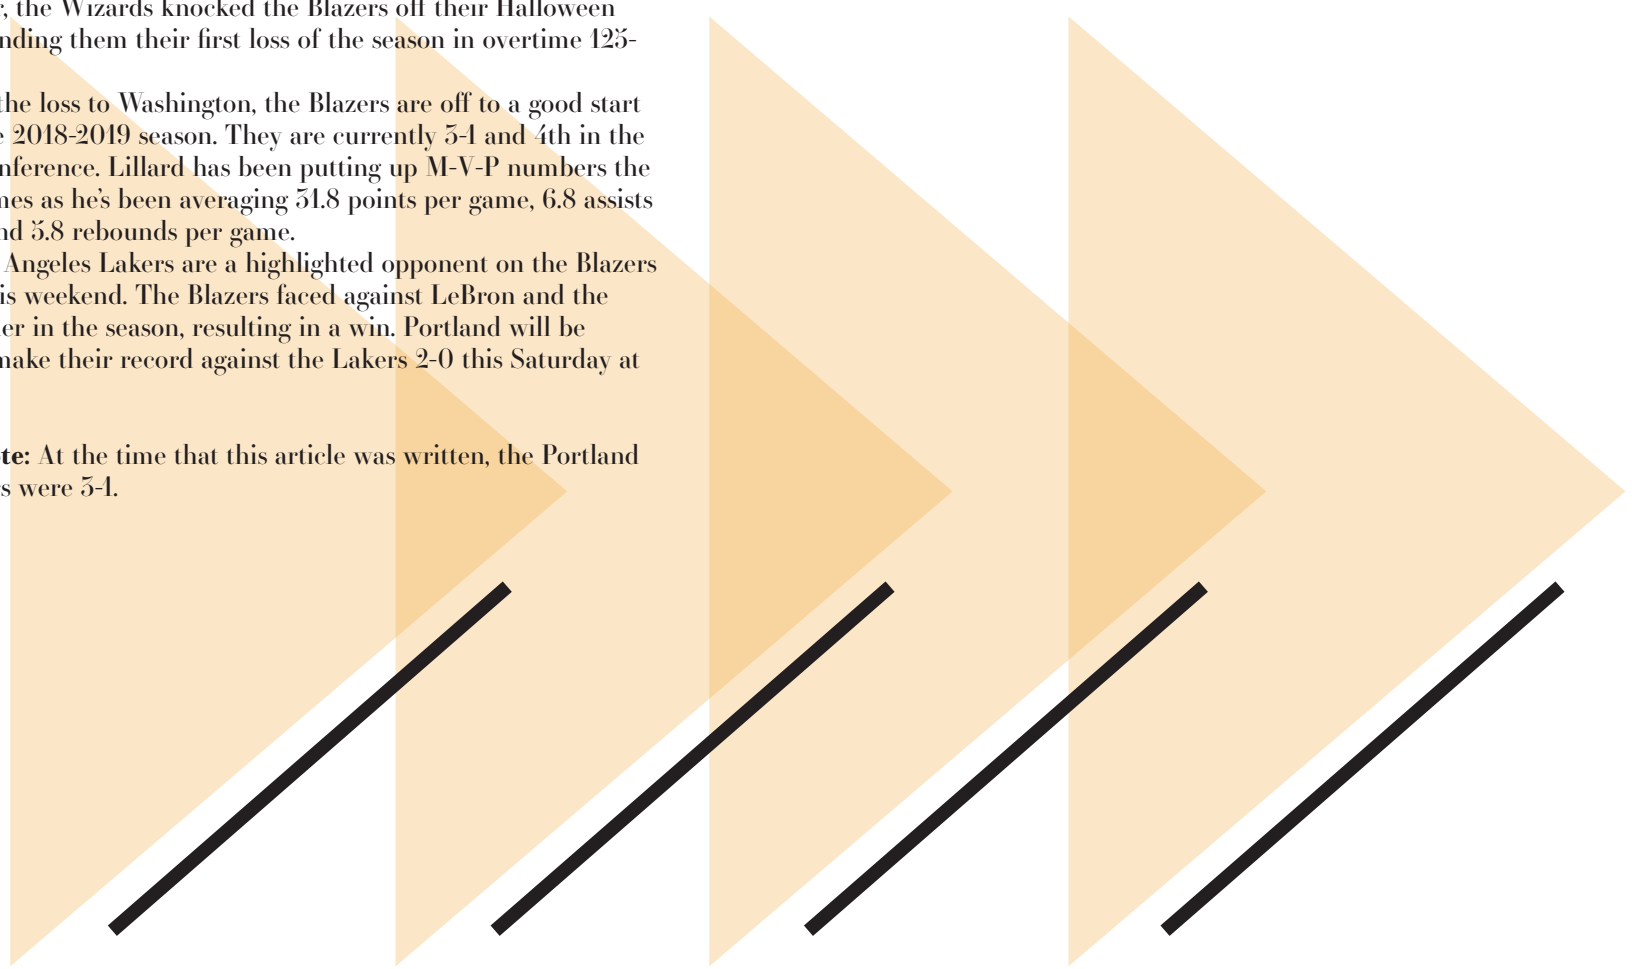 r, the Wizards knocked the Blazers off their Halloween
nding them their first loss of the season in overtime 125-
the loss to Washington, the Blazers are off to a good start
e 2018-2019 season. They are currently 3-1 and 4th in the
nference. Lillard has been putting up M-V-P numbers the
mes as he's been averaging 31.8 points per game, 6.8 assists
nd 5.8 rebounds per game.
Angeles Lakers are a highlighted opponent on the Blazers
is weekend. The Blazers faced against LeBron and the
er in the season, resulting in a win. Portland will be
make their record against the Lakers 2-0 this Saturday at
te: At the time that this article was written, the Portland
s were 3-1.